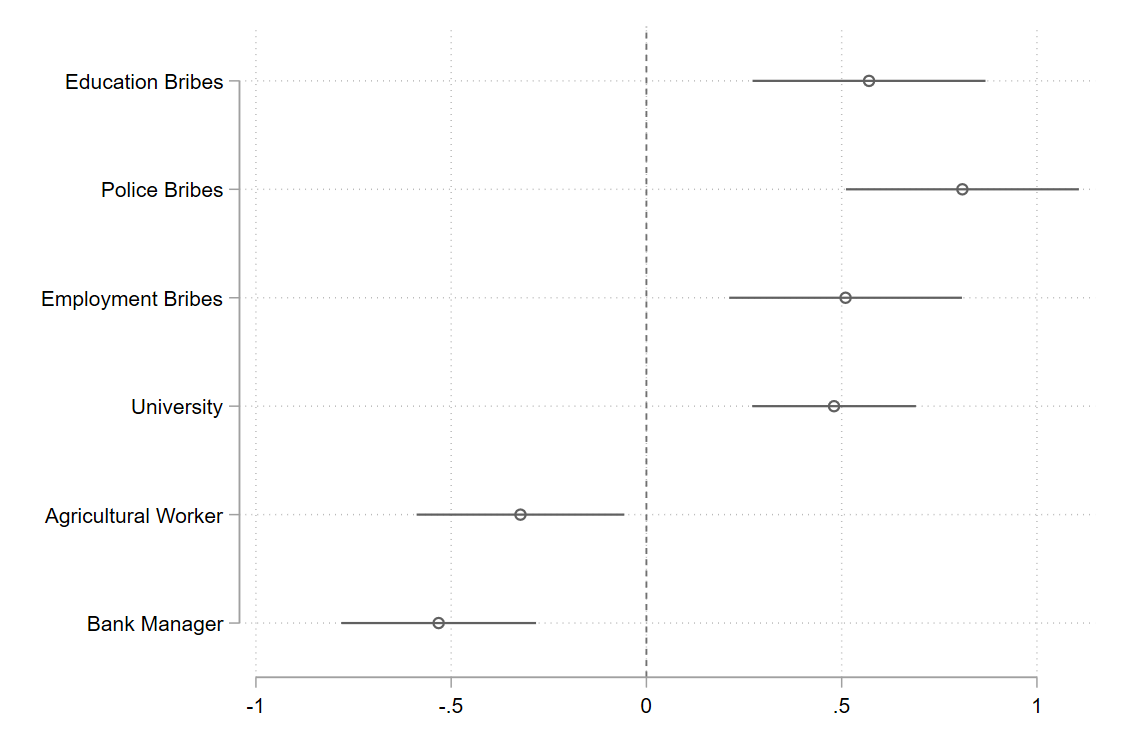 Education Bribes
Police Bribes
Employment Bribes
University
Agricultural Worker
Bank Manager
-1 -.5 0 .5 1